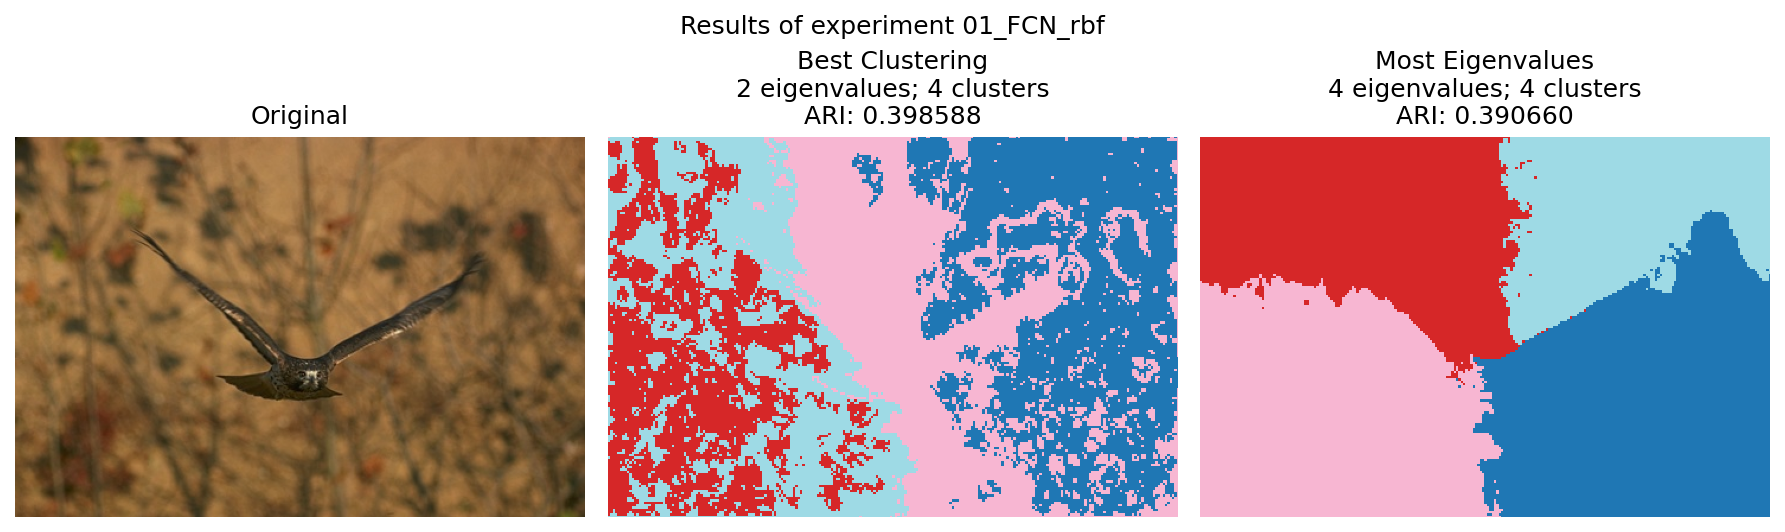 Results of experiment 01_FCN_rbf
Original
Best Clustering
2 eigenvalues; 4 clusters
ARI: 0.398588
Most Eigenvalues
4 eigenvalues; 4 clusters
ARI: 0.390660